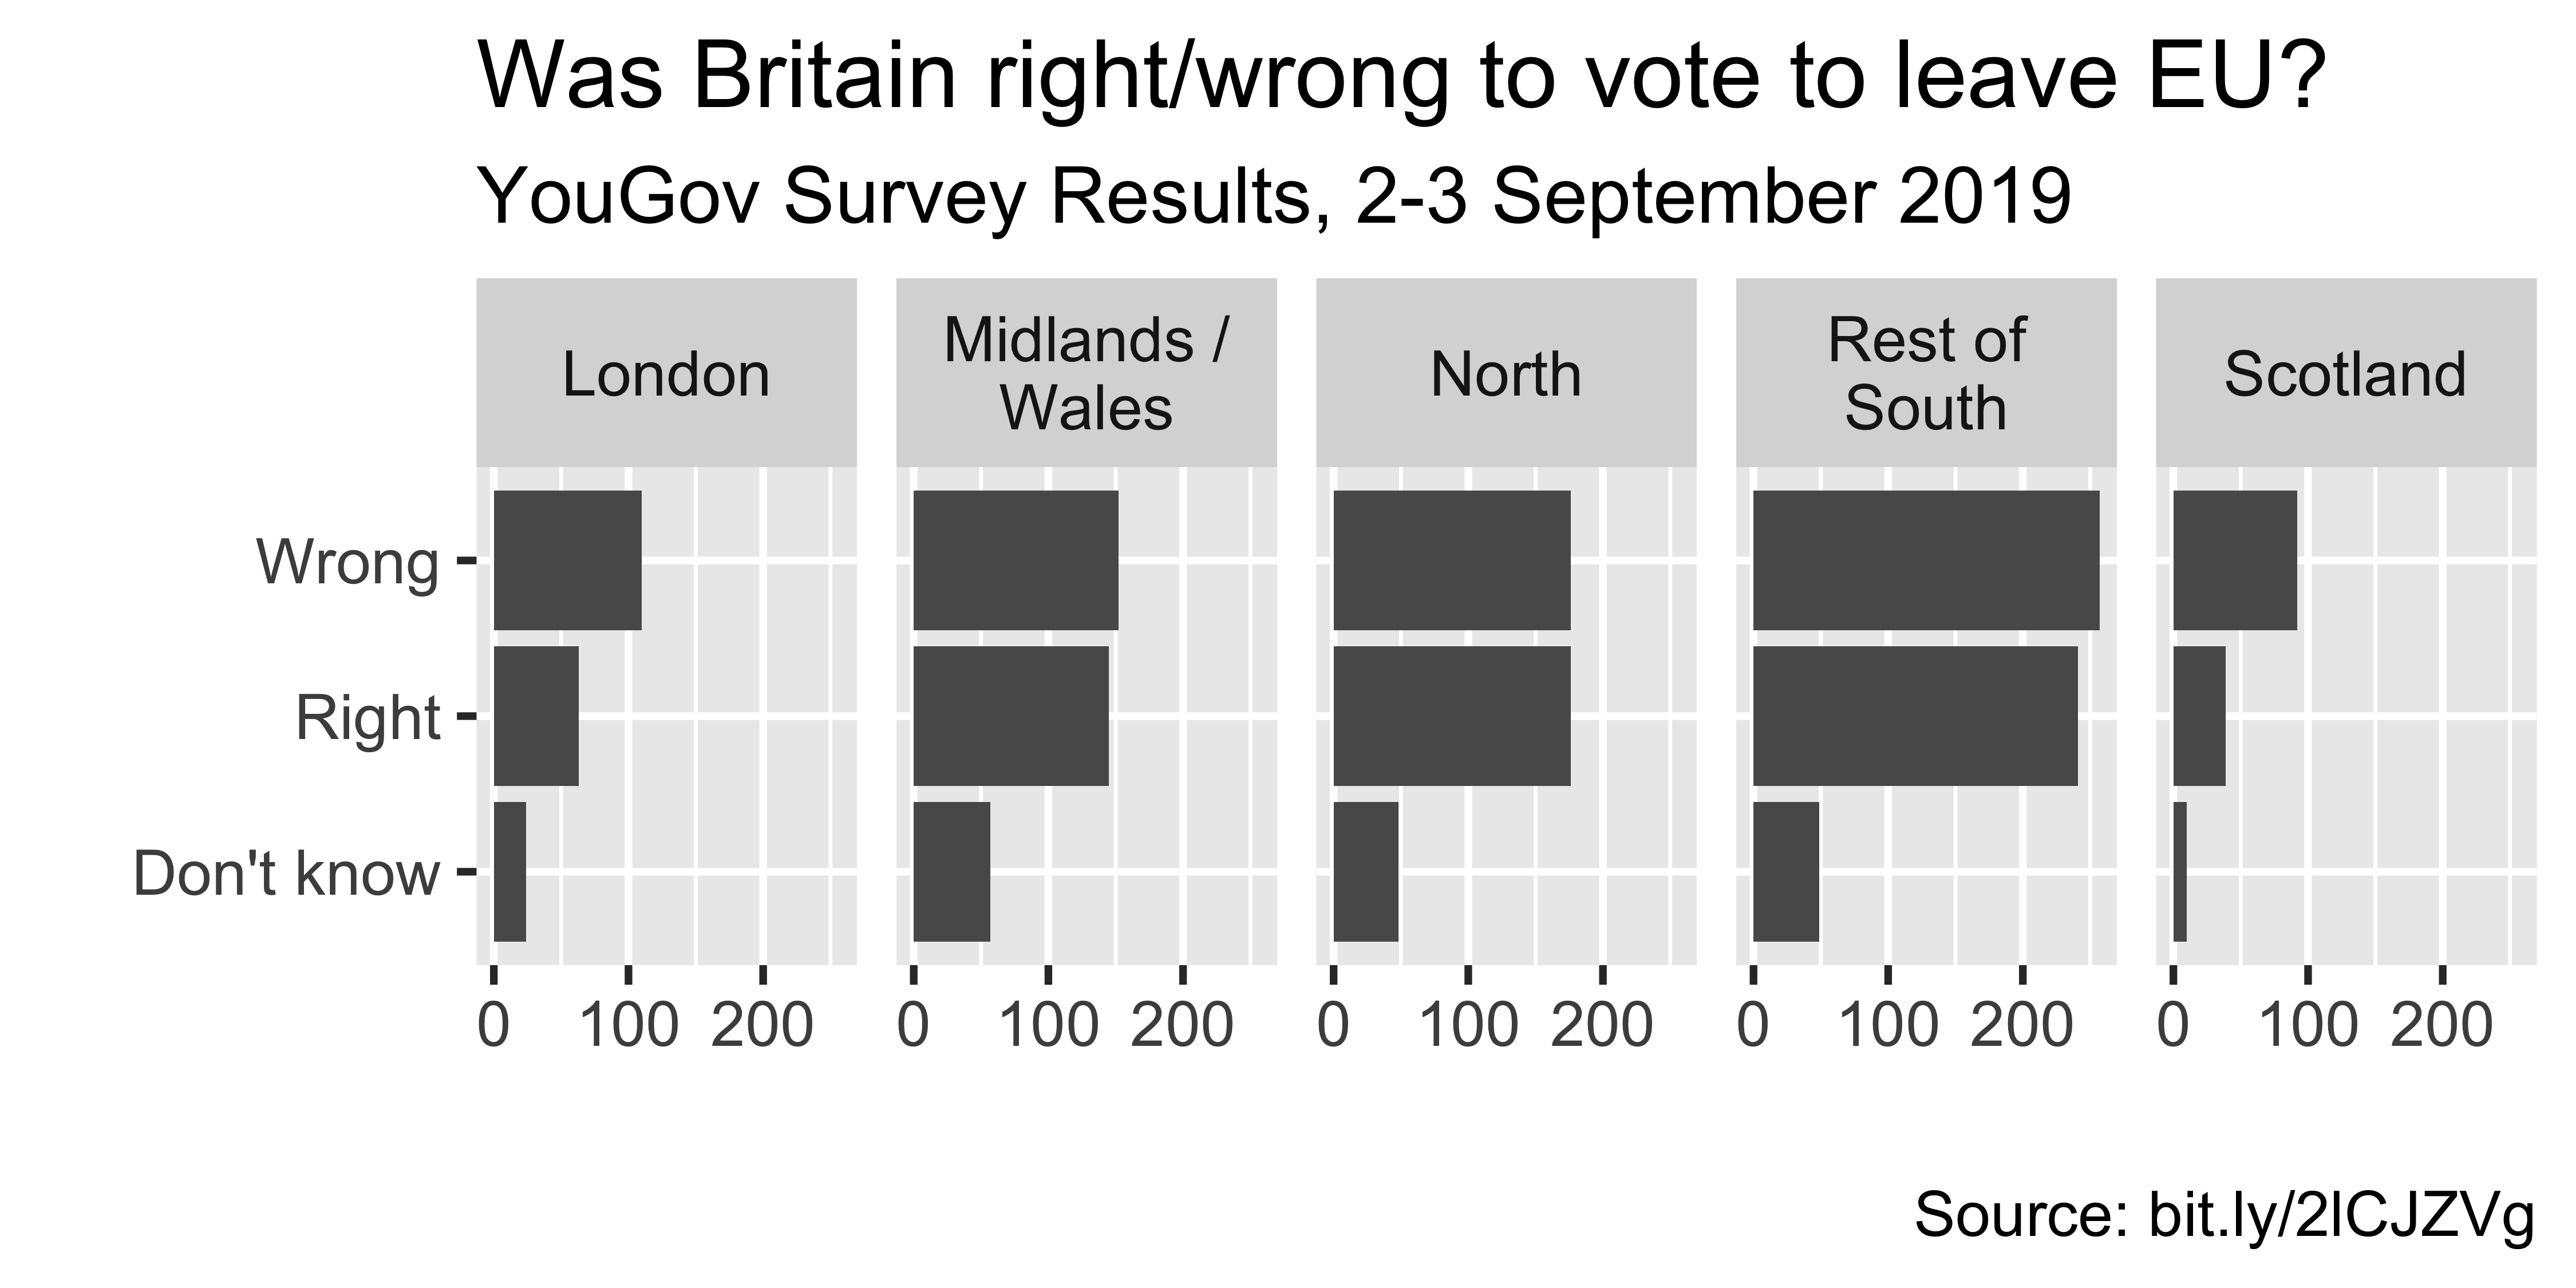 Was Britain right/wrong to vote to leave EU?
YouGov Survey Results, 2-3 September 2019
London
Midlands /
Wales
North
Rest of
South
Scotland
Wrong
Right
Don't know
0 100 200
0 100 200
0 100 200
0 100 200
0 100 200
Source: bit.ly/2lCJZVg